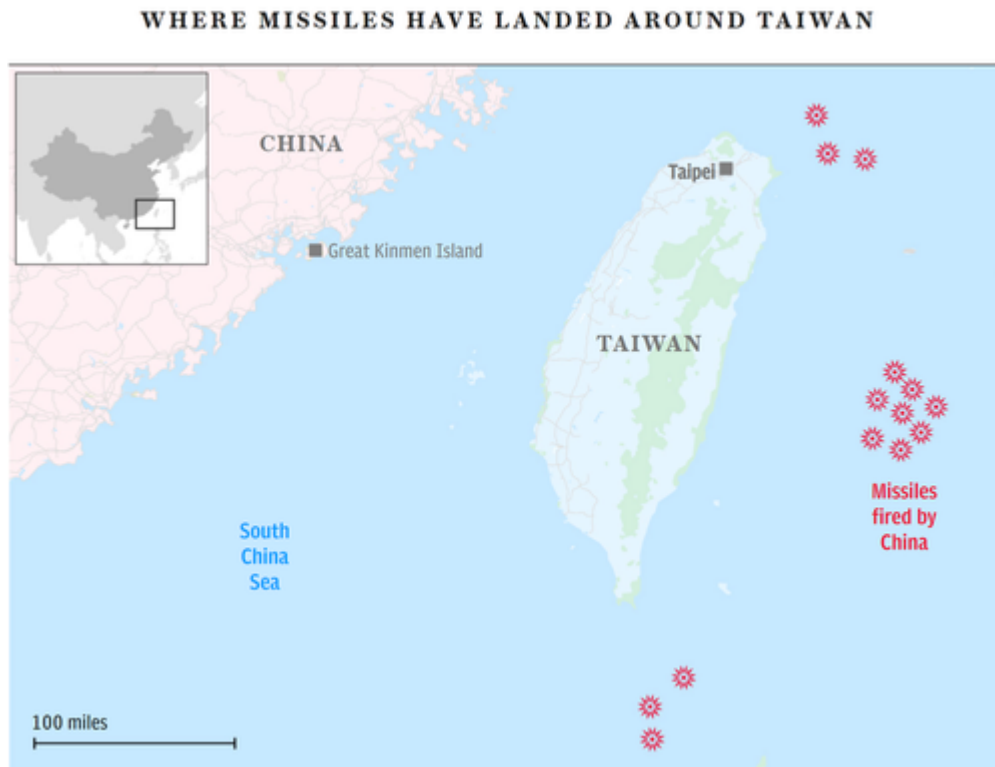 WHERE MISSILES HAVE LANDED AROUND TAIWAN
CHINA
Taipei
Great Kinmen Island
TAIWAN
Missiles
fired by
China
South
China
Sea
100 miles